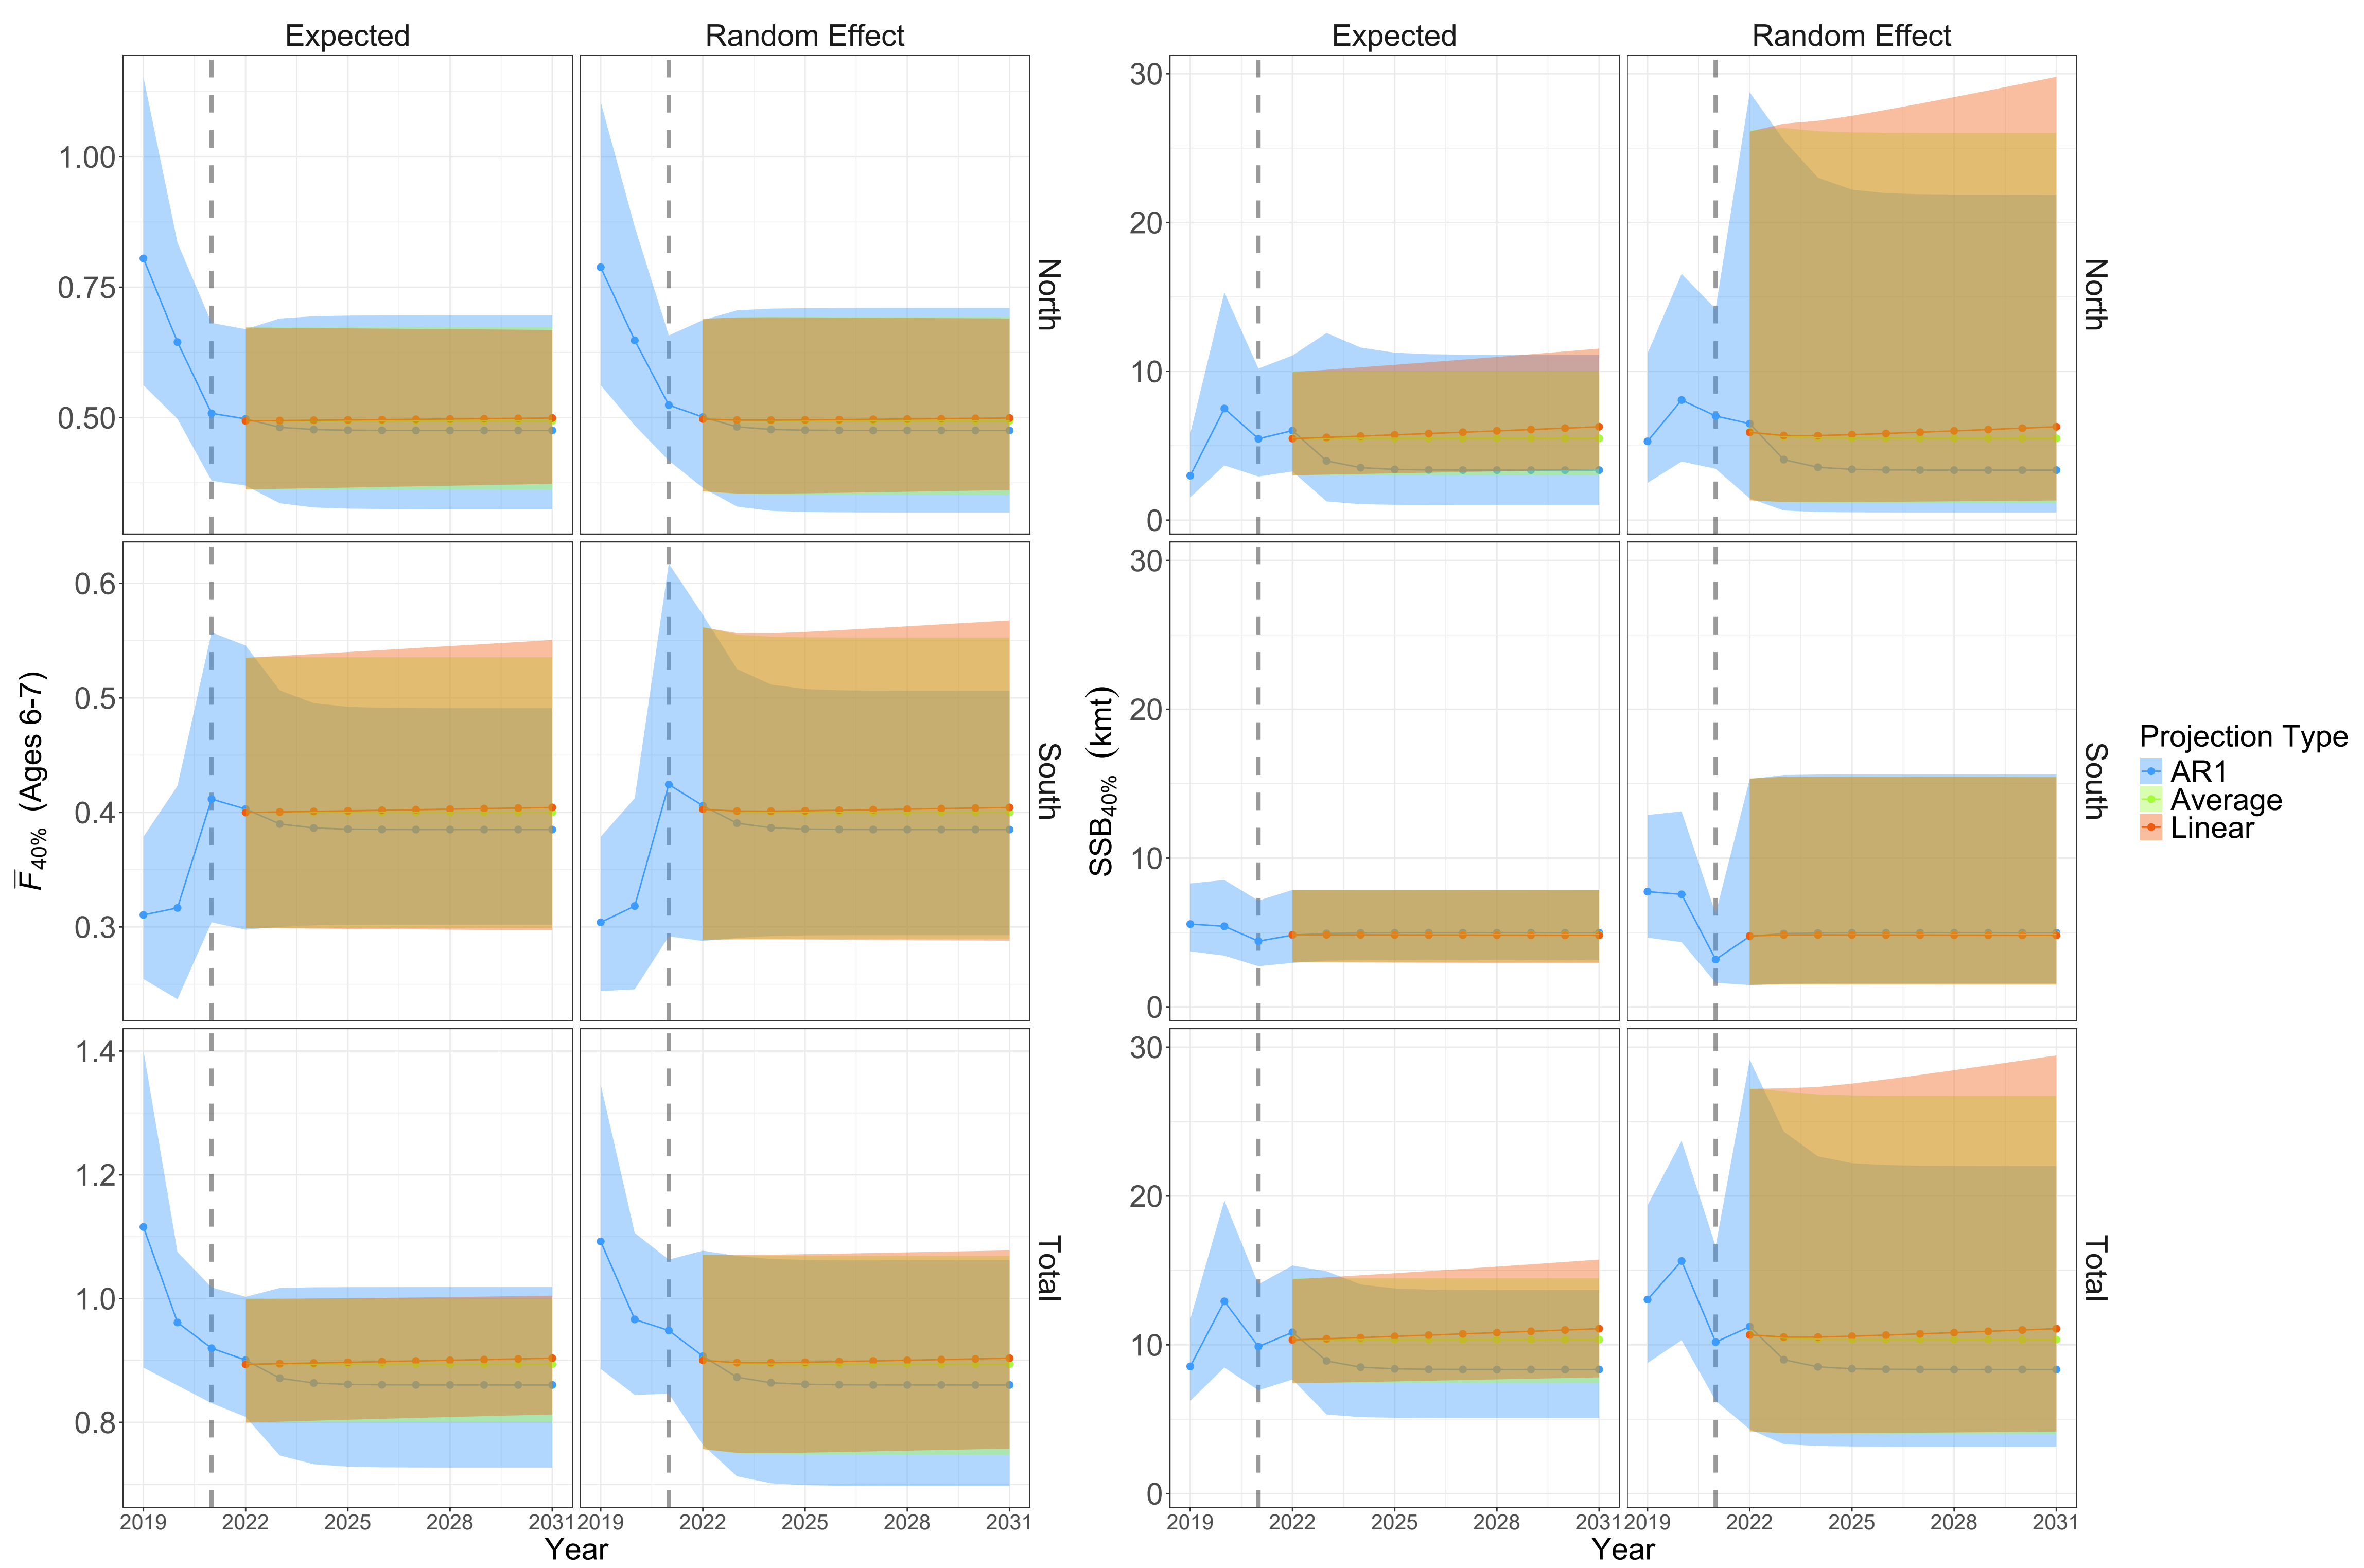 Expected Random Effect Expected Random Effect
1.00
0.75
0.50
North
30
20
10
0
North
0.6
0.5
0.4
0.3
South
30
20
10
0
South
1.4
1.2
1.0
0.8
Total
30
20
10
0
Total
F̅40% (Ages 6-7)
SSB40% (kmt)
2019 2022 2025 2028 2031 2019 2022 2025 2028 2031
Year
2019 2022 2025 2028 2031 2019 2022 2025 2028 2031
Year
Projection Type
AR1
Average
Linear